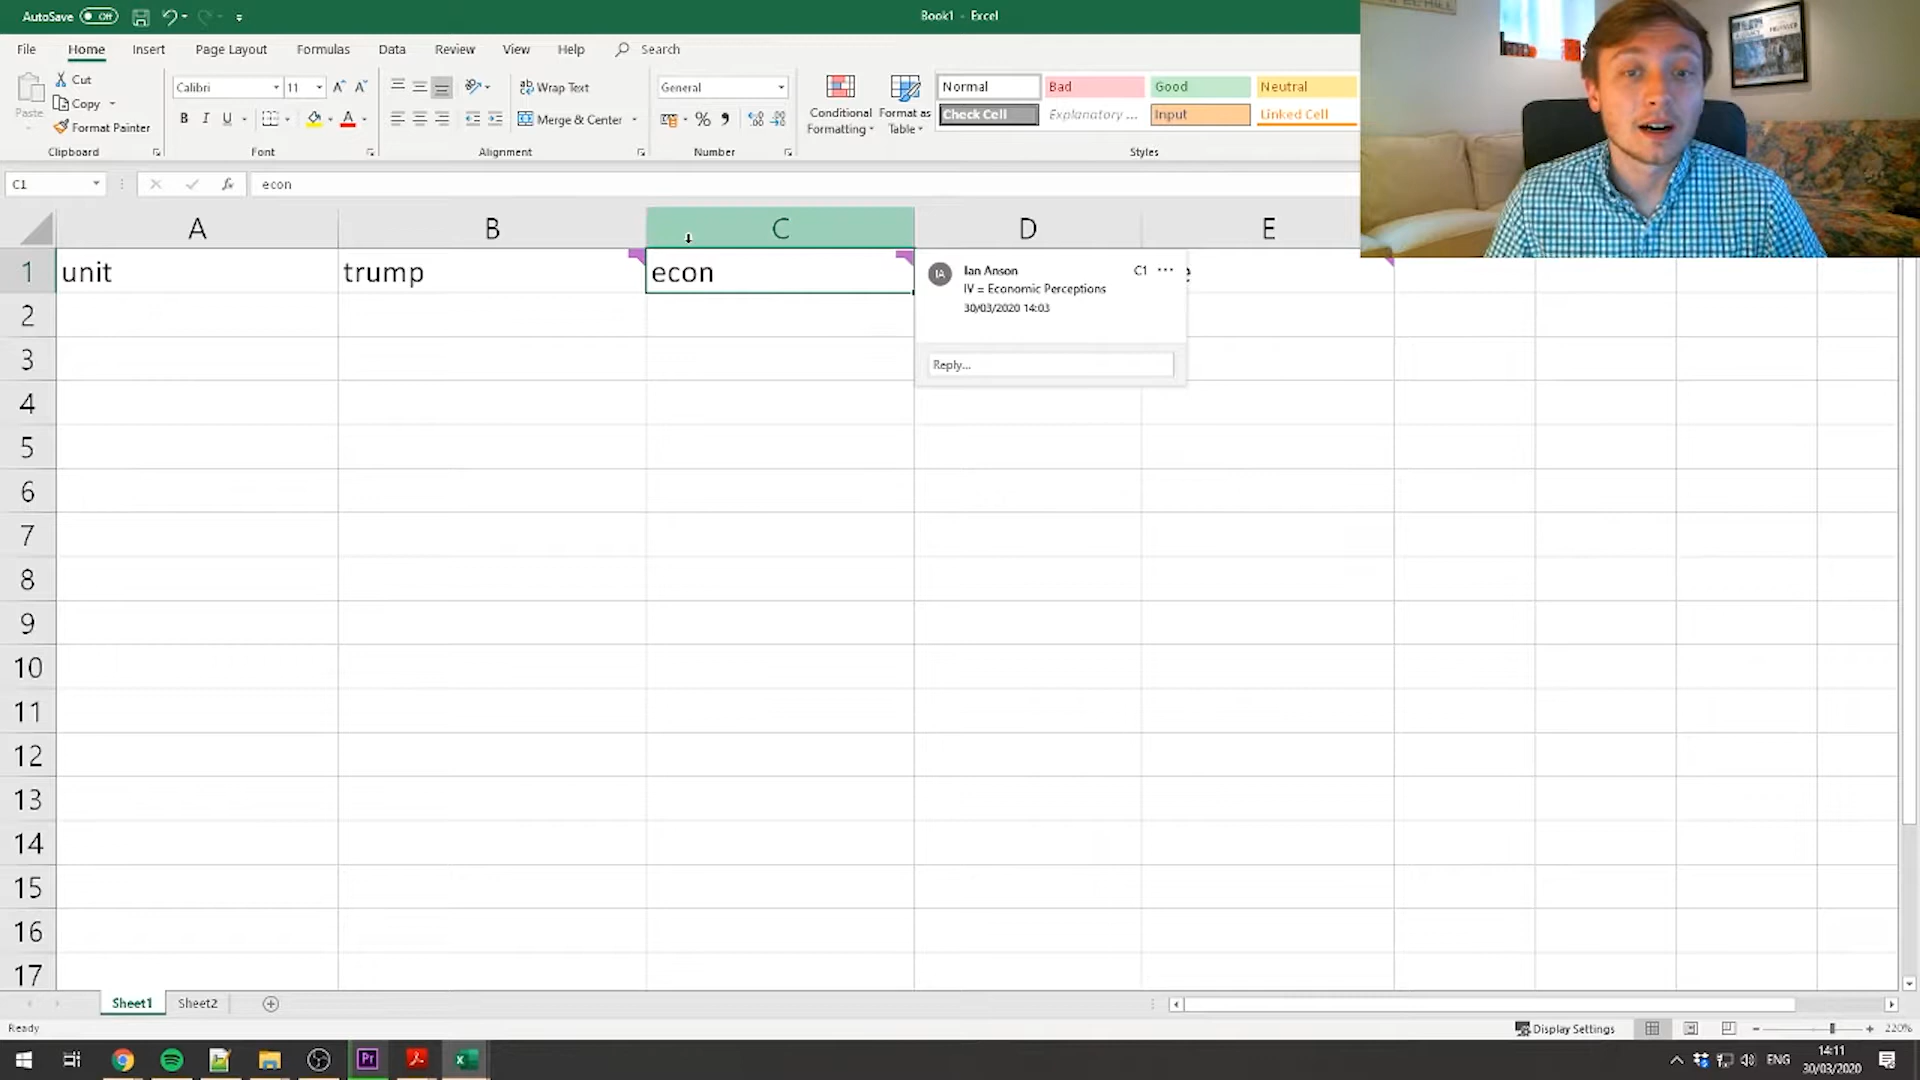 AutoSave Off
Book1 - Excel
File Home Insert Page Layout Formulas Data Review View Help Search
Paste
Cut
Copy
Format Painter
Clipboard
Calibri 11
B I U
A
Font
Wrap Text
Merge & Center
Alignment
General
%
Number
Conditional Formatting
Format as Table
Normal Bad Good Neutral
Check Cell Explanatory ... Input Linked Cell
Styles
C1
fx
econ
A B C D E
1 unit trump econ e
IA
Ian Anson C1 ...
IV = Economic Perceptions
30/03/2020 14:03
Reply...
2
3
4
5
6
7
8
9
10
11
12
13
14
15
16
17
Sheet1 Sheet2
Ready
Display Settings
220%
Pr
ENG
14:11
30/03/2020